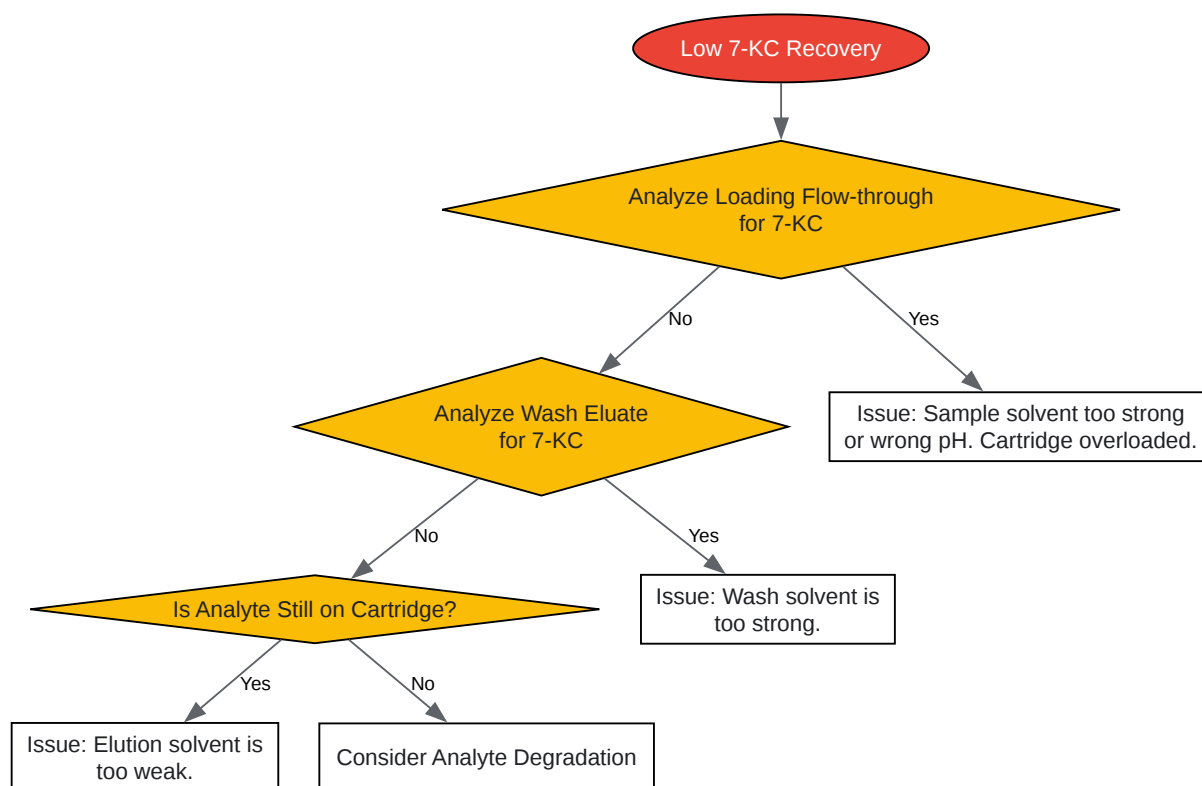 Low 7-KC Recovery
Analyze Loading Flow-through
for 7-KC
No
Yes
Analyze Wash Eluate
for 7-KC
Issue: Sample solvent too strong
or wrong pH. Cartridge overloaded.
No
Yes
Is Analyte Still on Cartridge?
Issue: Wash solvent is
too strong.
Yes
No
Issue: Elution solvent is
too weak.
Consider Analyte Degradation